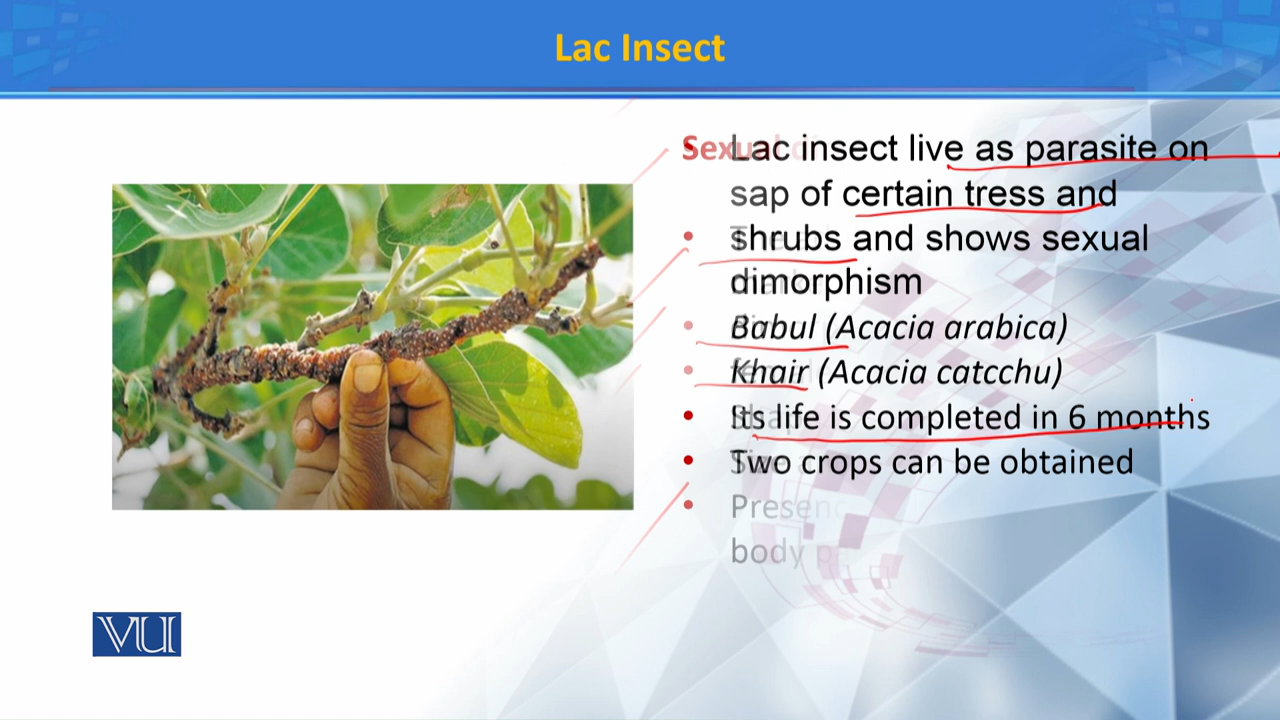 Lac Insect
Lac insect live as parasite on
sap of certain tress and
shrubs and shows sexual
dimorphism
Babul (Acacia arabica)
Khair (Acacia catcchu)
Its life is completed in 6 months
Two crops can be obtained
body
VU